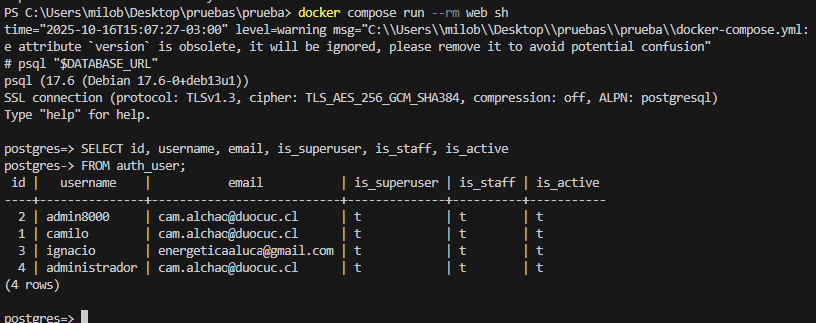 PS C:\Users\milob\Desktop\pruebas\prueba> docker compose run --rm web sh
time="2025-10-16T15:07:27-03:00" level=warning msg="C:\\Users\\milob\\Desktop\\pruebas\\prueba\\docker-compose.yml:
e attribute `version` is obsolete, it will be ignored, please remove it to avoid potential confusion"
# psql "$DATABASE_URL"
psql (17.6 (Debian 17.6-0+deb13u1))
SSL connection (protocol: TLSv1.3, cipher: TLS_AES_256_GCM_SHA384, compression: off, ALPN: postgresql)
Type "help" for help.
postgres=> SELECT id, username, email, is_superuser, is_staff, is_active
postgres-> FROM auth_user;
 id |   username    |          email           | is_superuser | is_staff | is_active
----+---------------+--------------------------+--------------+----------+-----------
  2 | admin8000     | cam.alchao@duocuc.cl     | t            | t        | t
  1 | camilo        | cam.alchao@duocuc.cl     | t            | t        | t
  3 | ignacio       | energeticaaluca@gmail.com | t            | t        | t
  4 | administrador | cam.alchao@duocuc.cl     | t            | t        | t
(4 rows)
postgres=>